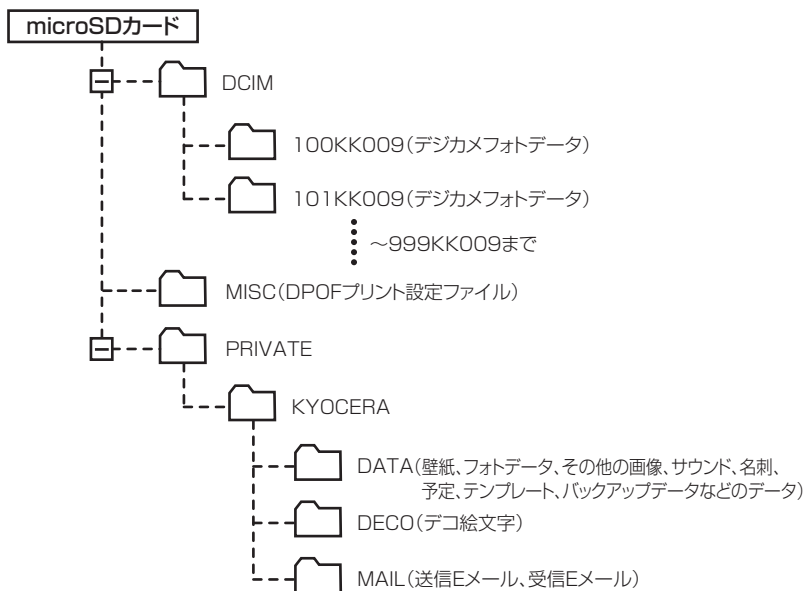 microSDカード
DCIM
100KK009(デジカメフォトデータ)
101KK009(デジカメフォトデータ)
〜999KK009まで
MISC(DPOFプリント設定ファイル)
PRIVATE
KYOCERA
DATA(壁紙、フォトデータ、その他の画像、サウンド、名刺、
予定、テンプレート、バックアップデータなどのデータ)
DECO(デコ絵文字)
MAIL(送信Eメール、受信Eメール)